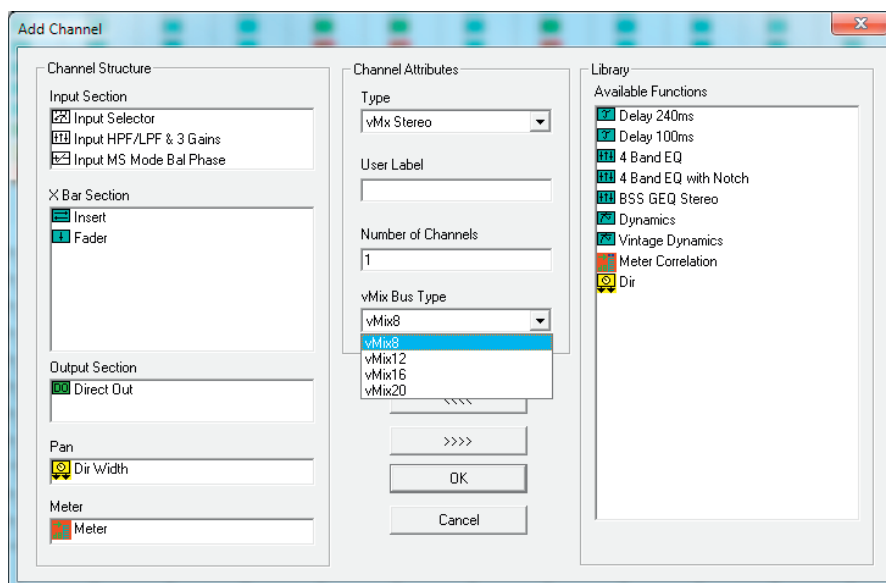 Add Channel
X
Channel Structure
Input Section
Input Selector
Input HPF/LPF & 3 Gains
Input MS Mode Bal Phase
X Bar Section
Insert
Fader
Output Section
DO Direct Out
Pan
Dir Width
Meter
Meter
Channel Attributes
Type
vMx Stereo
User Label
Number of Channels
1
vMix Bus Type
vMix8
vMix8
vMix12
vMix16
vMix20
<<<<
>>>>
OK
Cancel
Library
Available Functions
Delay 240ms
Delay 100ms
4 Band EQ
4 Band EQ with Notch
BSS GEQ Stereo
Dynamics
Vintage Dynamics
Meter Correlation
Dir